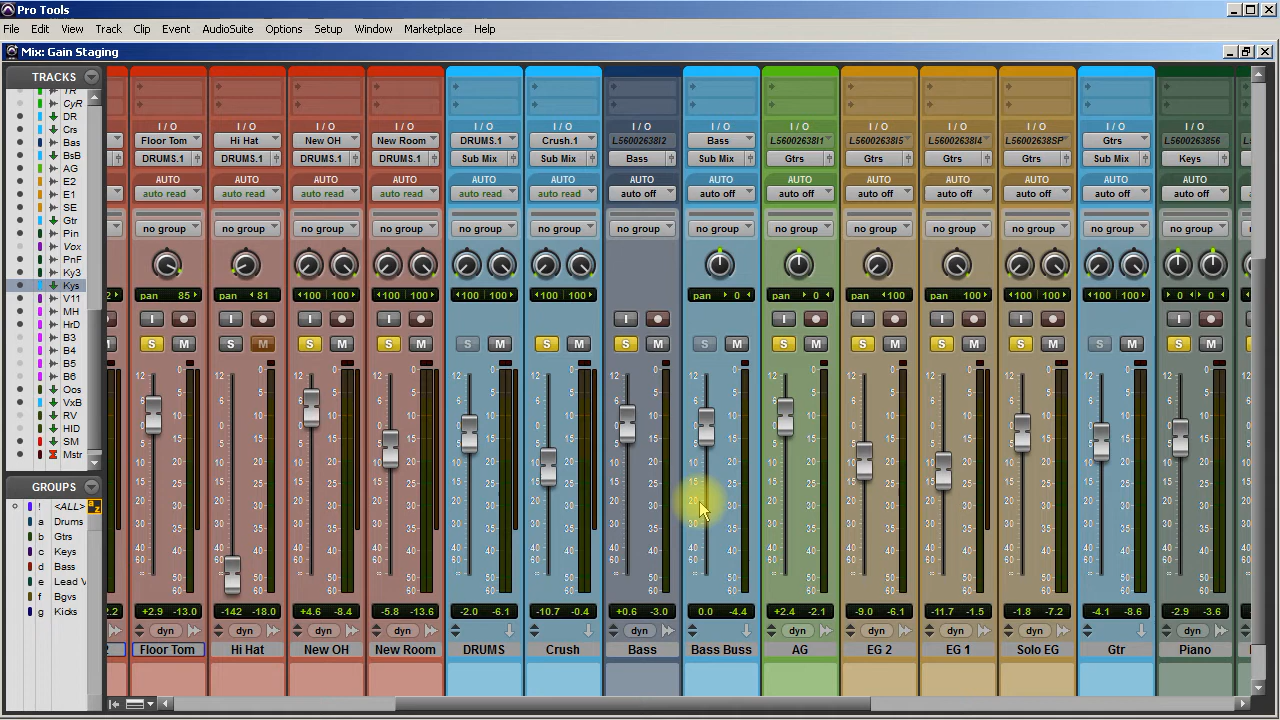 Pro Tools
File Edit View Track Clip Event AudioSuite Options Setup Window Marketplace Help
Mix: Gain Staging
TRACKS
TR
CyR
DR
Crs
Bas
BsB
AG
E2
E1
SE
Gtr
Pin
Vox
PnF
Ky3
Kys
V11
MH
HrD
B3
B4
B5
B6
Oos
VxB
RV
HlD
SM
Mstr
GROUPS
! <ALL>
a Drums
b Gtrs
c Keys
d Bass
e Lead V
f Bgvs
g Kicks
I / O I / O I / O I / O I / O I / O I / O I / O I / O I / O I / O I / O I / O I / O
Floor Tom Hi Hat New OH New Room DRUMS.1 Crush.1 L5600263812 Bass L5600263811 L5600263815 L5600263814 L56002638SP Gtrs L5600263856
DRUMS.1 DRUMS.1 DRUMS.1 DRUMS.1 Sub Mix Sub Mix Bass Sub Mix Gtrs Gtrs Gtrs Gtrs Sub Mix Keys
AUTO AUTO AUTO AUTO AUTO AUTO AUTO AUTO AUTO AUTO AUTO AUTO AUTO AUTO
auto read auto read auto read auto read auto read auto read auto off auto off auto off auto off auto off auto off auto off auto off
no group no group no group no group no group no group no group no group no group no group no group no group no group no group
pan 85 pan 81 100 100 100 100 100 100 100 100 pan 0 pan 0 pan 100 pan 100 100 100 100 100 0 0
I I I I I I I I I I I
S M S M S M S M S M S M S M S M S M S M S M S M S M S M
+2.9 -13.0 -142 -18.0 +4.6 -8.4 -5.8 -13.6 -2.0 -6.1 -10.7 -0.4 +0.6 -3.0 0.0 -4.4 +2.4 -2.1 -9.0 -6.1 -11.7 -1.5 -1.8 -7.2 -4.1 -8.6 -2.9 -3.6
dyn dyn dyn dyn dyn dyn dyn dyn dyn dyn
Floor Tom Hi Hat New OH New Room DRUMS Crush Bass Bass Buss AG EG 2 EG 1 Solo EG Gtr Piano